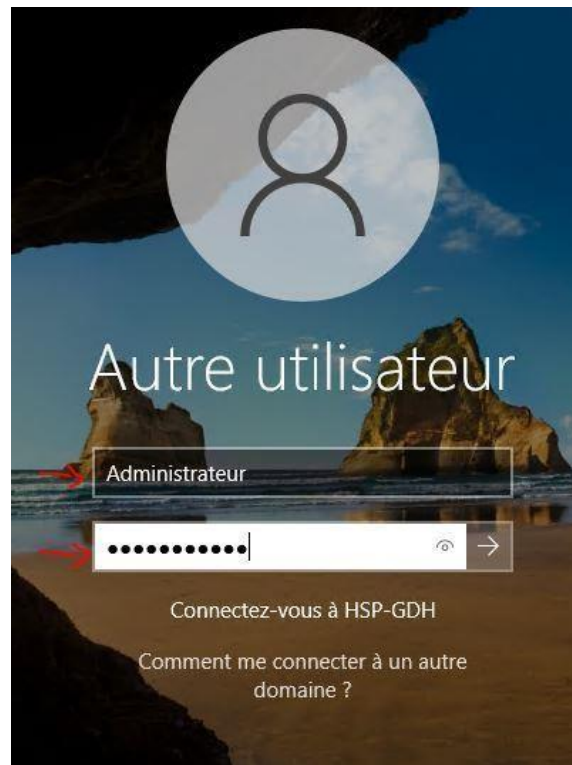 Autre utilisateur
Administrateur
●●●●●●●●●●●
Connectez-vous à HSP-GDH
Comment me connecter à un autre
domaine ?